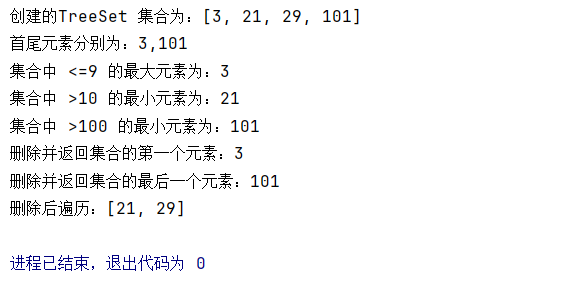 创建的TreeSet 集合为：[3, 21, 29, 101]
首尾元素分别为：3,101
集合中 <=9 的最大元素为：3
集合中 >10 的最小元素为：21
集合中 >100 的最小元素为：101
删除并返回集合的第一个元素：3
删除并返回集合的最后一个元素：101
删除后遍历：[21, 29]
进程已结束，退出代码为 0